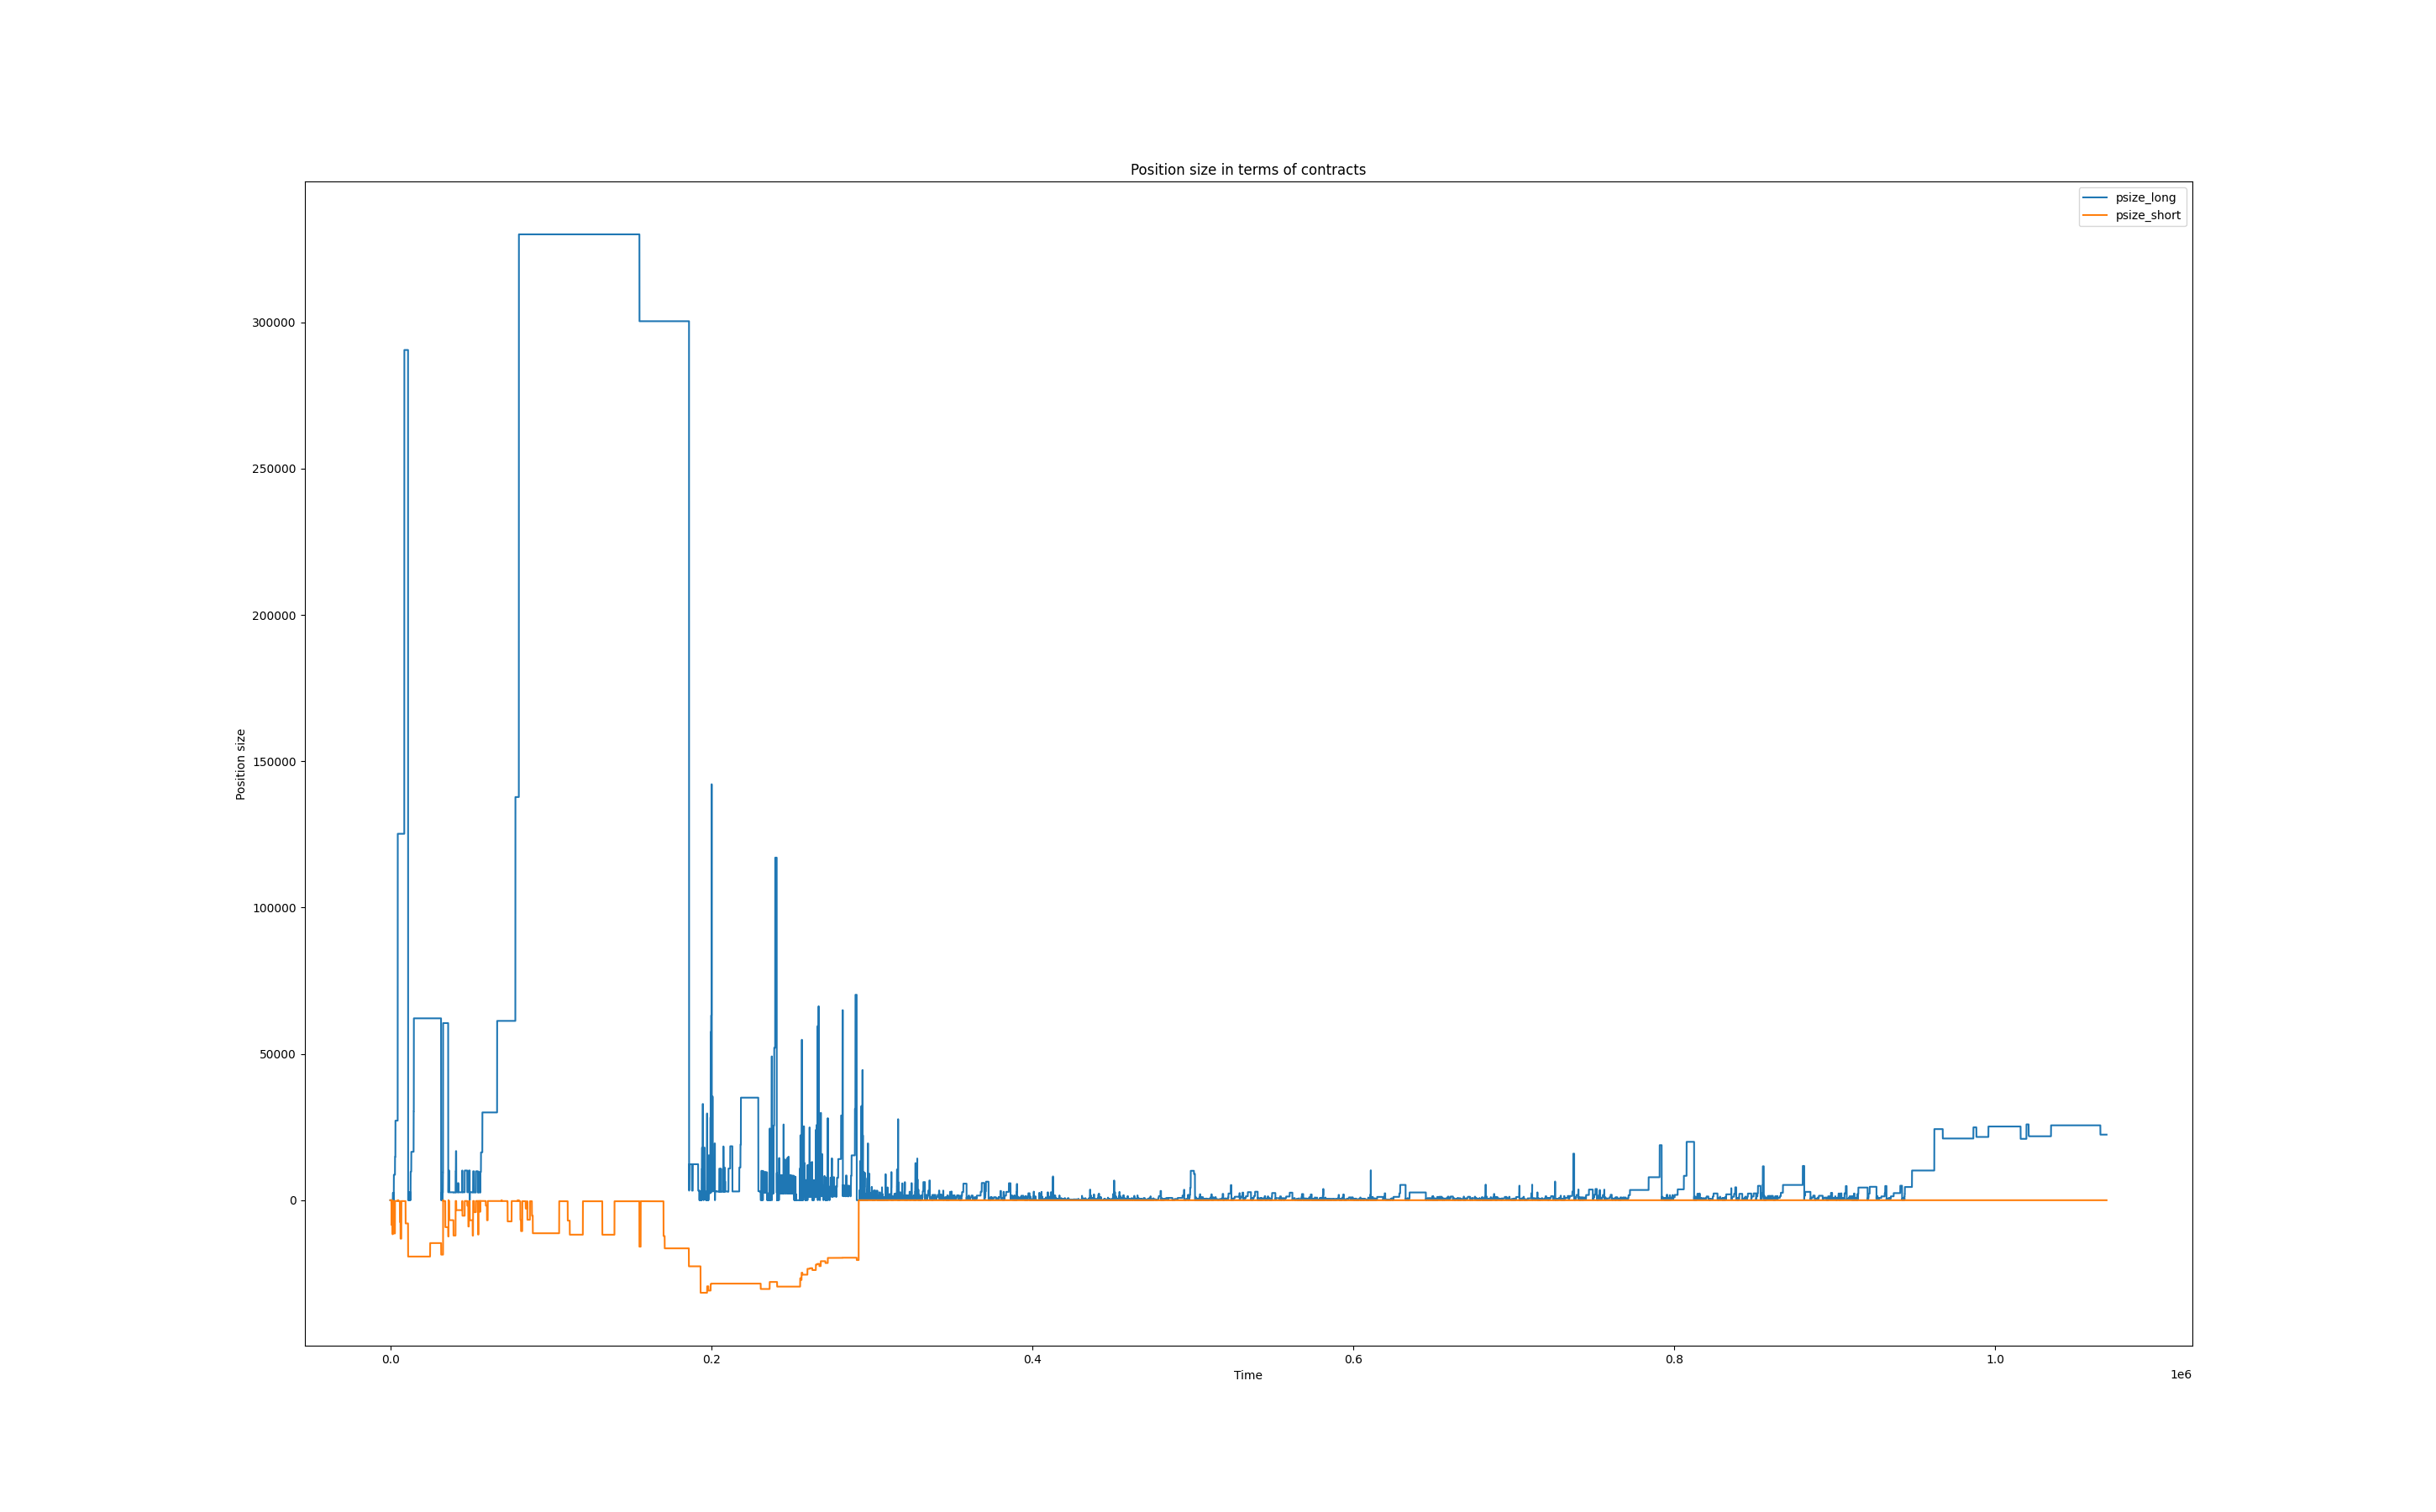 Position size in terms of contracts
psize_long
psize_short
Position size
300000
250000
200000
150000
100000
50000
0
0.0 0.2 0.4 0.6 0.8 1.0
Time
1e6